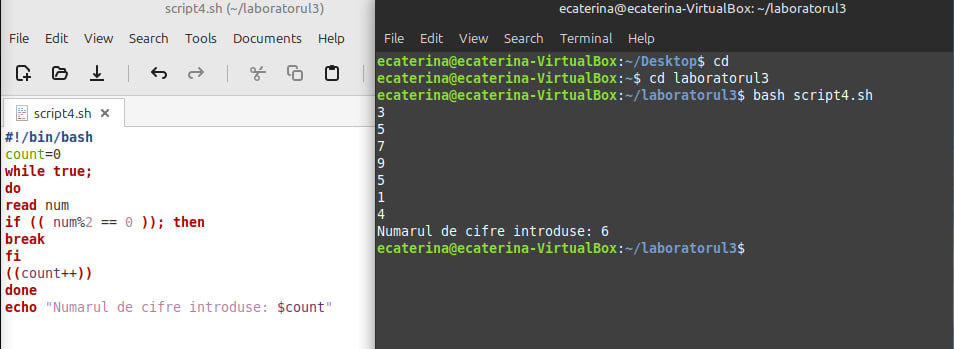 script4.sh (~/laboratorul3)
File Edit View Search Tools Documents Help
script4.sh ×
#!/bin/bash
count=0
while true;
do
read num
if (( num%2 == 0 )); then
break
fi
((count++))
done
echo "Numarul de cifre introduse: $count"
ecaterina@ecaterina-VirtualBox: ~/laboratorul3
File Edit View Search Terminal Help
ecaterina@ecaterina-VirtualBox:~/Desktop$ cd
ecaterina@ecaterina-VirtualBox:~$ cd laboratorul3
ecaterina@ecaterina-VirtualBox:~/laboratorul3$ bash script4.sh
3
5
7
9
5
1
4
Numarul de cifre introduse: 6
ecaterina@ecaterina-VirtualBox:~/laboratorul3$